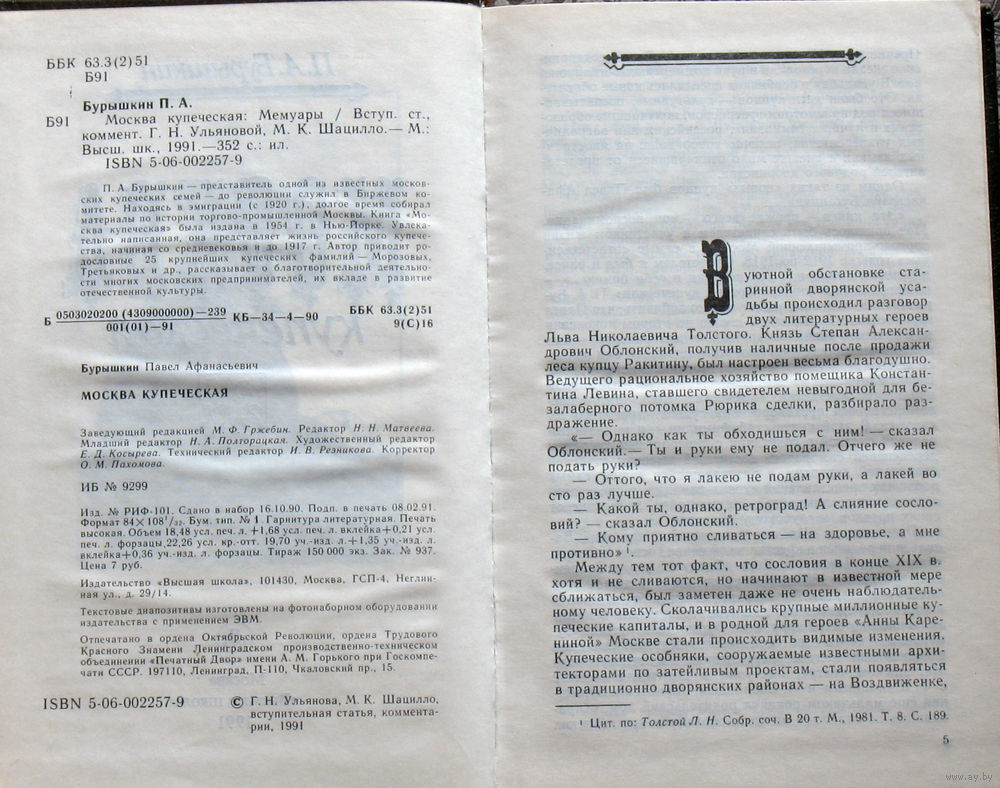 ББК 63.3(2)51
Б91
Бурышкин П. А.
Б91 Москва купеческая: Мемуары / Вступ. ст.,
коммент. Г. Н. Ульяновой, М. К. Шацилло.— М.:
Высш. шк., 1991.—352 с.: ил.
ISBN 5-06-002257-9
П. А. Бурышкин — представитель одной из известных москов-
ских купеческих семей — до революции служил в Биржевом ко-
митете. Находясь в эмиграции (с 1920 г.), долгое время собирал
материалы по истории торгово-промышленной Москвы. Книга «Мо-
сква купеческая» была издана в 1954 г. в Нью-Йорке. Увлека-
тельно написанная, она представляет жизнь российского купече-
ства, начиная со средневековья и до 1917 г. Автор приводит ро-
дословные 25 крупнейших купеческих фамилий — Морозовых,
Третьяковых и др., рассказывает о благотворительной деятельно-
сти многих московских предпринимателей, их вкладе в развитие
отечественной культуры.
Б 0503020200 (4309000000)—239
001(01)—91
КБ—34—4—90
ББК 63.3(2)51
9(С)16
Бурышкин Павел Афанасьевич
МОСКВА КУПЕЧЕСКАЯ
Заведующий редакцией М. Ф. Гржебин. Редактор Н. Н. Матвеева.
Младший редактор Н. А. Полторацкая. Художественный редактор
Е. Д. Косырева. Технический редактор И. В. Резникова. Корректор
О. М. Пахомова.
ИБ № 9299
Изд. № РИФ-101. Сдано в набор 16.10.90. Подп. в печать 08.02.91.
Формат 84×108¹/₃₂. Бум. тип. № 1. Гарнитура литературная. Печать
высокая. Объем 18,48 усл. печ. л. +1,68 усл. печ. л. вклейка+0,21 усл.
печ. л. форзацы,22,26 усл. кр.-отт. 19,70 уч.-изд. л.+1,35 уч.-изд. л.
вклейка+0,36 уч.-изд. л. форзацы. Тираж 150 000 экз. Зак. № 937.
Цена 7 руб.
Издательство «Высшая школа», 101430, Москва, ГСП-4, Неглин-
ная ул., д. 29/14.
Текстовые диапозитивы изготовлены на фотонаборном оборудовании
издательства с применением ЭВМ.
Отпечатано в ордена Октябрьской Революции, ордена Трудового
Красного Знамени Ленинградском производственно-техническом
объединении «Печатный Двор» имени А. М. Горького при Госкомпе-
чати СССР. 197110, Ленинград, П-110, Чкаловский пр., 15.
ISBN 5-06-002257-9
© Г. Н. Ульянова, М. К. Шацилло,
вступительная статья, коммента-
рии, 1991
В уютной обстановке ста-
ринной дворянской уса-
дьбы происходил разговор
двух литературных героев
Льва Николаевича Толстого. Князь Степан Алексан-
дрович Облонский, получив наличные после продажи
леса купцу Ракитину, был настроен весьма благодушно.
Ведущего рациональное хозяйство помещика Констан-
тина Левина, ставшего свидетелем невыгодной для бе-
залаберного потомка Рюрика сделки, разбирало раз-
дражение.
«— Однако как ты обходишься с ним! — сказал
Облонский.— Ты и руки ему не подал. Отчего же не
подать руки?
— Оттого, что я лакею не подам руки, а лакей во
сто раз лучше.
— Какой ты, однако, ретроград! А слияние сосло-
вий? — сказал Облонский.
— Кому приятно сливаться — на здоровье, а мне
противно» ¹.
Между тем тот факт, что сословия в конце XIX в.
хотя и не сливаются, но начинают в известной мере
сближаться, был заметен даже не очень наблюдатель-
ному человеку. Сколачивались крупные миллионные ку-
печеские капиталы, и в родной для героев «Анны Каре-
ниной» Москве стали происходить видимые изменения.
Купеческие особняки, сооружаемые известными архи-
текторами по затейливым проектам, стали появляться
в традиционно дворянских районах — на Воздвиженке,
¹ Цит. по: Толстой Л. Н. Собр. соч. В 20 т. М., 1981. Т. 8. С. 189.
5
www.ay.by